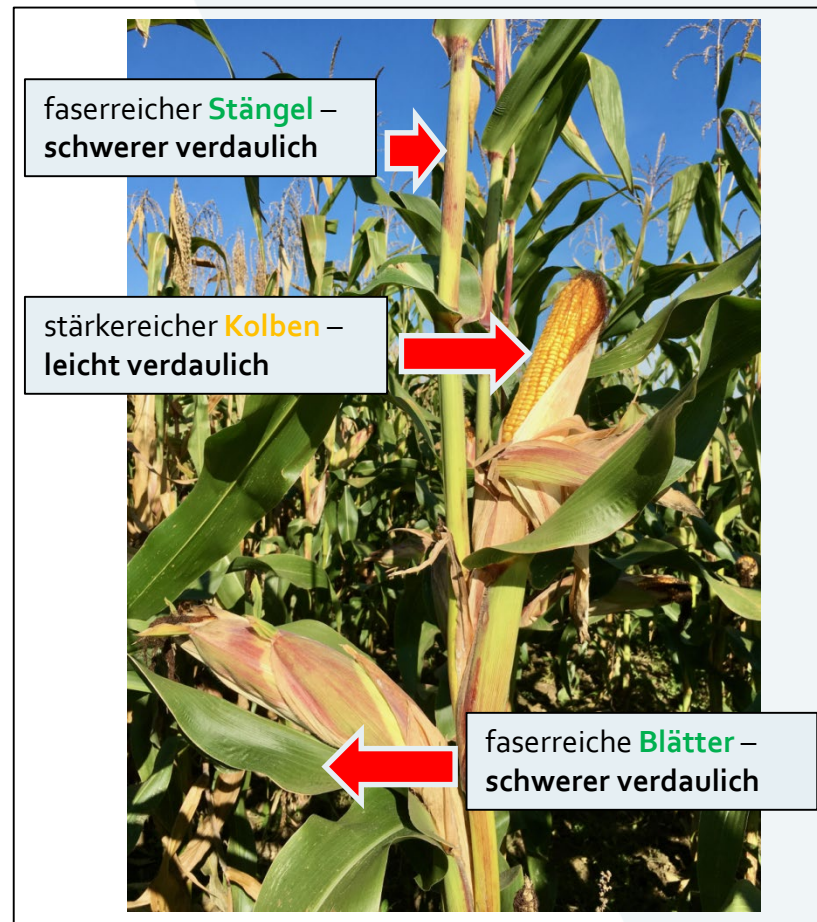 faserreicher Stängel –
schwerer verdaulich
stärkereicher Kolben –
leicht verdaulich
faserreiche Blätter –
schwerer verdaulich